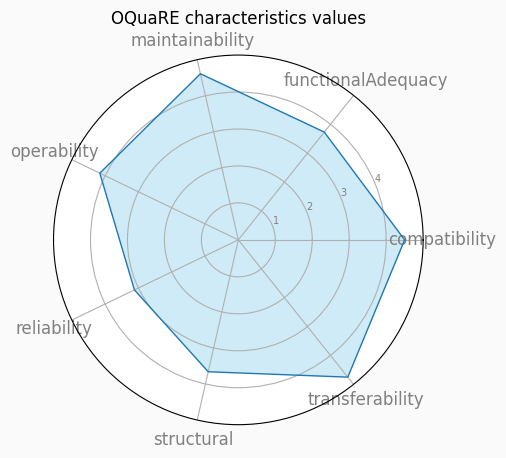 OQuaRE characteristics values
maintainability
functionalAdequacy
operability
4
3
2
1
compatibility
reliability
transferability
structural